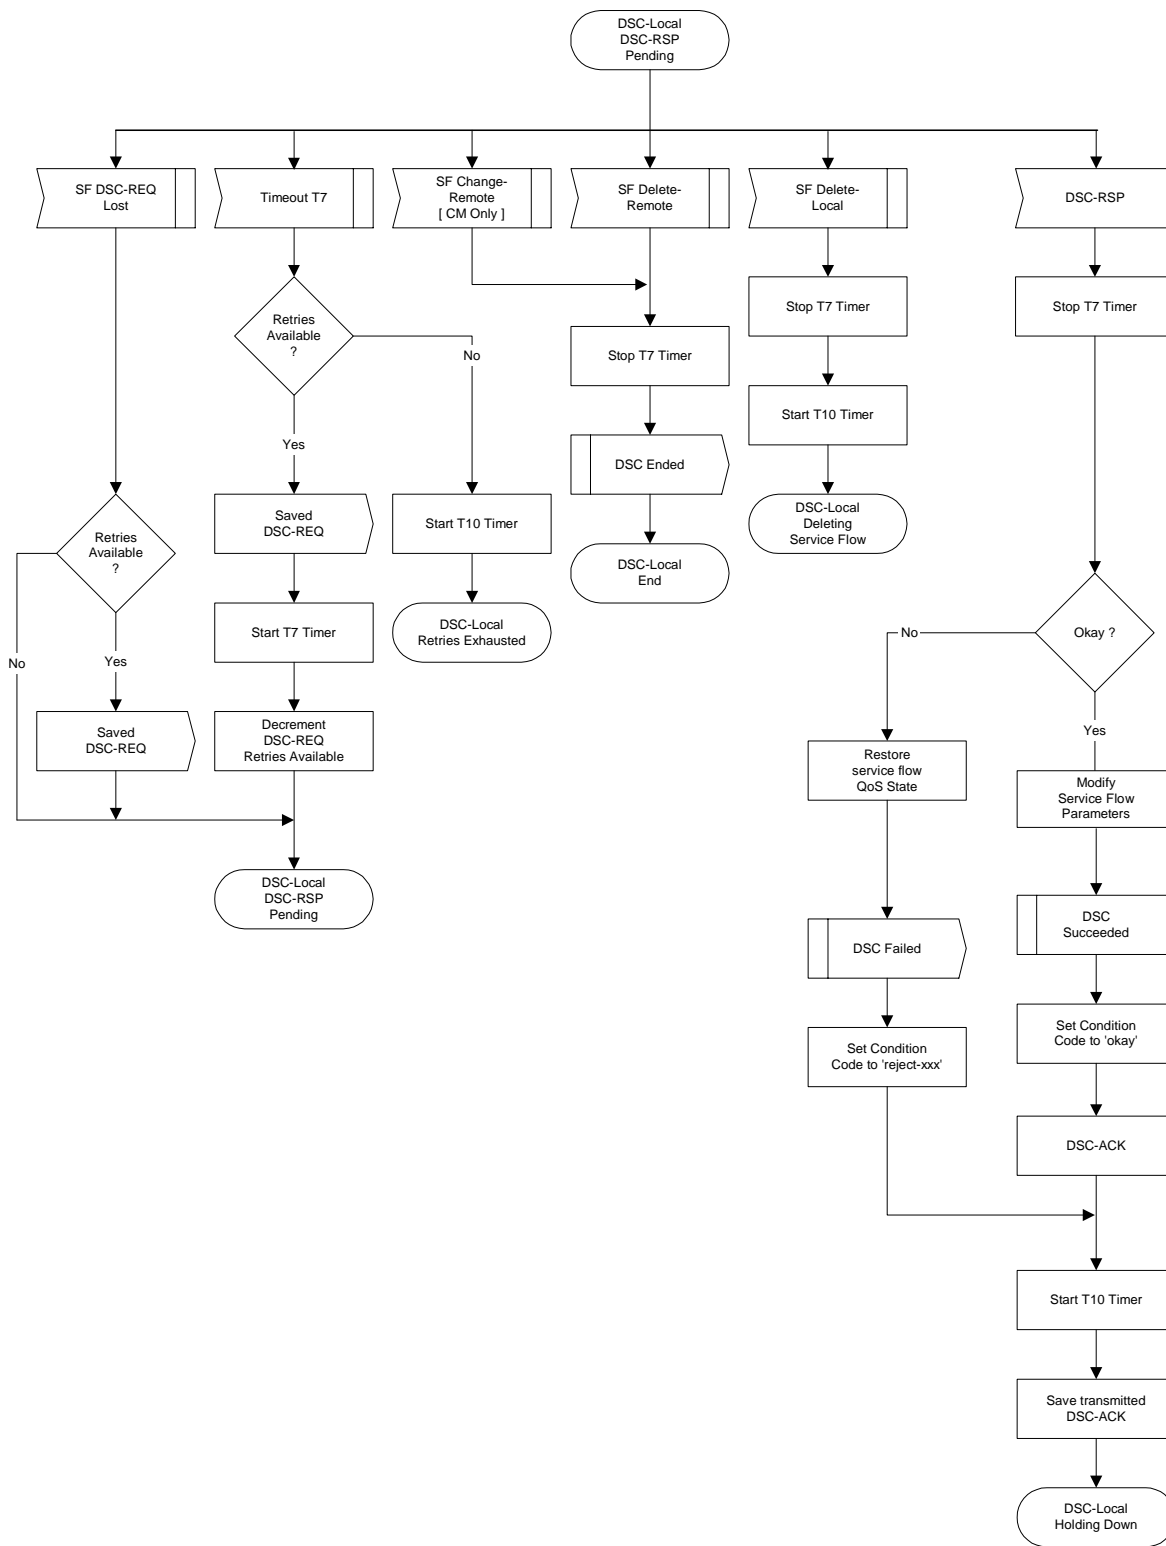 DSC-Local
DSC-RSP
Pending
SF DSC-REQ
Lost
Timeout T7
SF Change-
Remote
[ CM Only ]
SF Delete-
Remote
SF Delete-
Local
DSC-RSP
Retries
Available
?
No
Yes
Stop T7 Timer
Stop T7 Timer
Stop T7 Timer
Start T10 Timer
DSC Ended
Saved
DSC-REQ
Start T10 Timer
DSC-Local
Deleting
Service Flow
Retries
Available
?
No
Yes
DSC-Local
End
Start T7 Timer
DSC-Local
Retries Exhausted
Okay ?
No
Yes
Saved
DSC-REQ
Decrement
DSC-REQ
Retries Available
Restore
service flow
QoS State
Modify
Service Flow
Parameters
DSC-Local
DSC-RSP
Pending
DSC Failed
DSC
Succeeded
Set Condition
Code to 'reject-xxx'
Set Condition
Code to 'okay'
DSC-ACK
Start T10 Timer
Save transmitted
DSC-ACK
DSC-Local
Holding Down